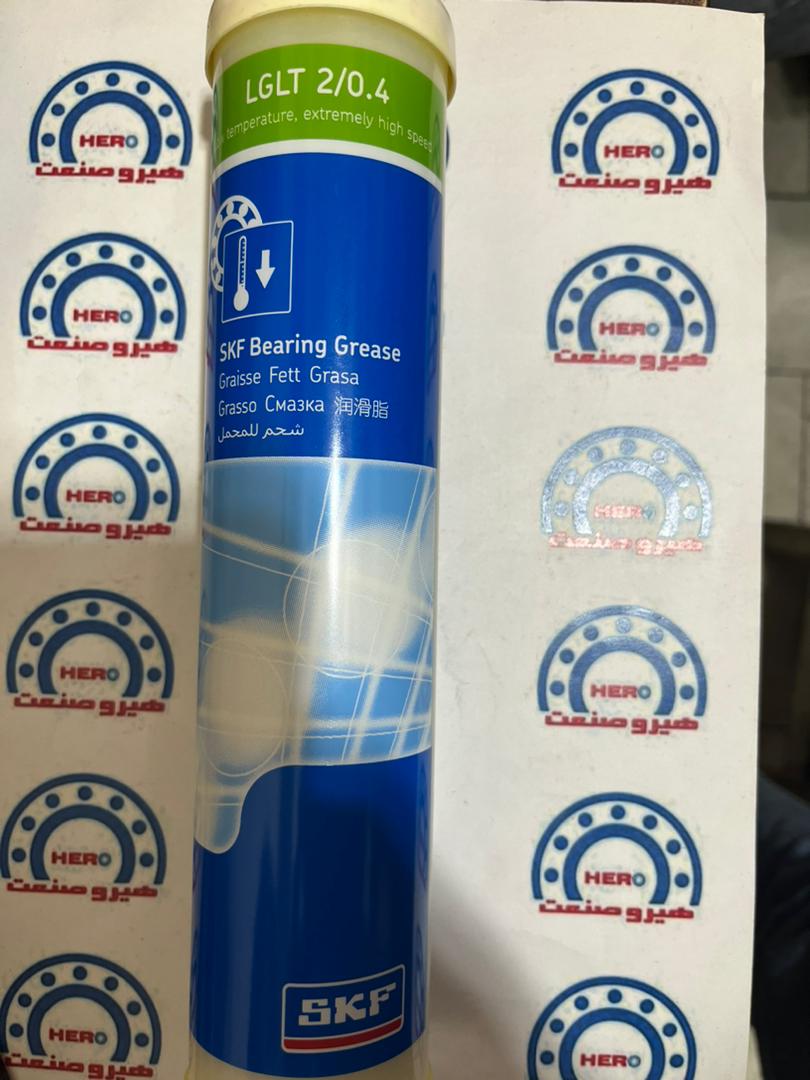 LGLT 2/0.4
temperature, extremely high speed
SKF Bearing Grease
Graisse Fett Grasa
Grasso Смазка 润滑脂
شحم للمحمل
SKF
HERO
هیرو صنعت
HERO
هیرو صنعت
HERO
هیرو صنعت
HERO
هیرو صنعت
HERO
هیرو صنعت
HERO
هیرو صنعت
HERO
هیرو صنعت
HERO
هیرو صنعت
HERO
هیرو صنعت
HERO
هیرو صنعت
HERO
هیرو صنعت
HERO